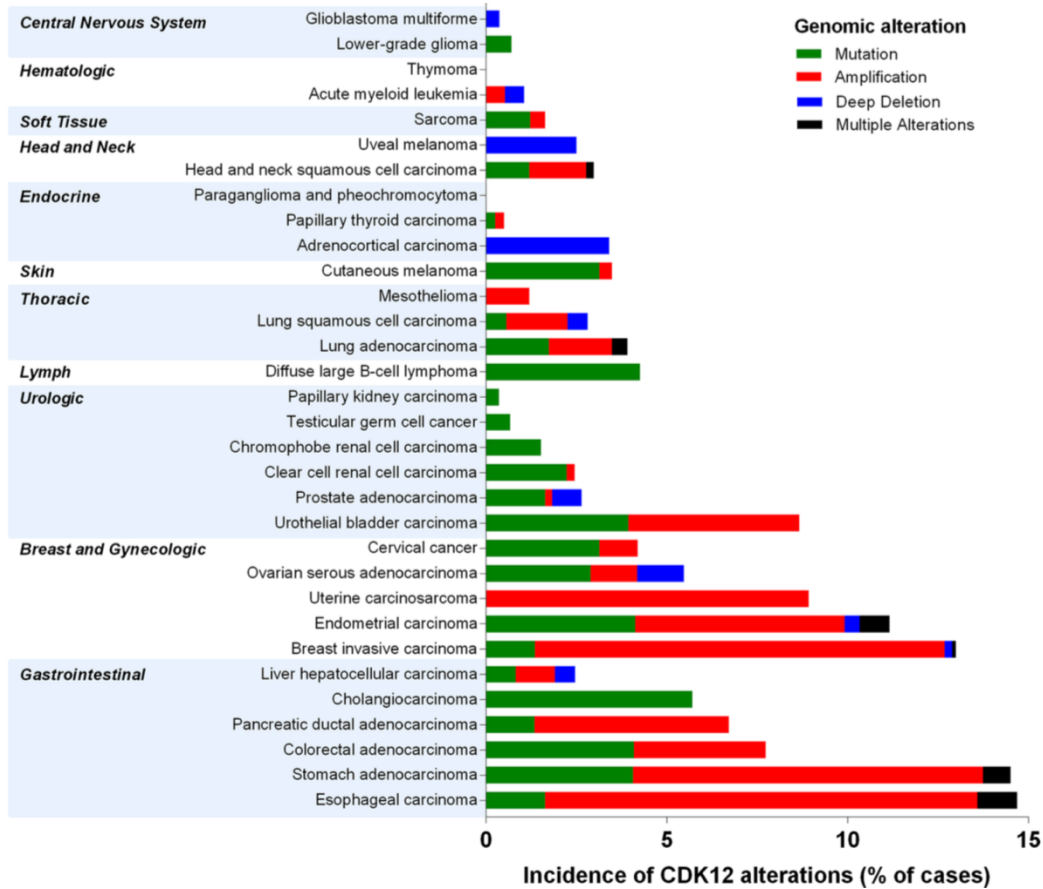 Genomic alteration
Mutation
Amplification
Deep Deletion
Multiple Alterations
Central Nervous System
Glioblastoma multiforme
Lower-grade glioma
Hematologic
Thymoma
Acute myeloid leukemia
Soft Tissue
Sarcoma
Head and Neck
Uveal melanoma
Head and neck squamous cell carcinoma
Endocrine
Paraganglioma and pheochromocytoma
Papillary thyroid carcinoma
Adrenocortical carcinoma
Skin
Cutaneous melanoma
Thoracic
Mesothelioma
Lung squamous cell carcinoma
Lung adenocarcinoma
Lymph
Diffuse large B-cell lymphoma
Urologic
Papillary kidney carcinoma
Testicular germ cell cancer
Chromophobe renal cell carcinoma
Clear cell renal cell carcinoma
Prostate adenocarcinoma
Urothelial bladder carcinoma
Breast and Gynecologic
Cervical cancer
Ovarian serous adenocarcinoma
Uterine carcinosarcoma
Endometrial carcinoma
Breast invasive carcinoma
Gastrointestinal
Liver hepatocellular carcinoma
Cholangiocarcinoma
Pancreatic ductal adenocarcinoma
Colorectal adenocarcinoma
Stomach adenocarcinoma
Esophageal carcinoma
0 5 10 15
Incidence of CDK12 alterations (% of cases)